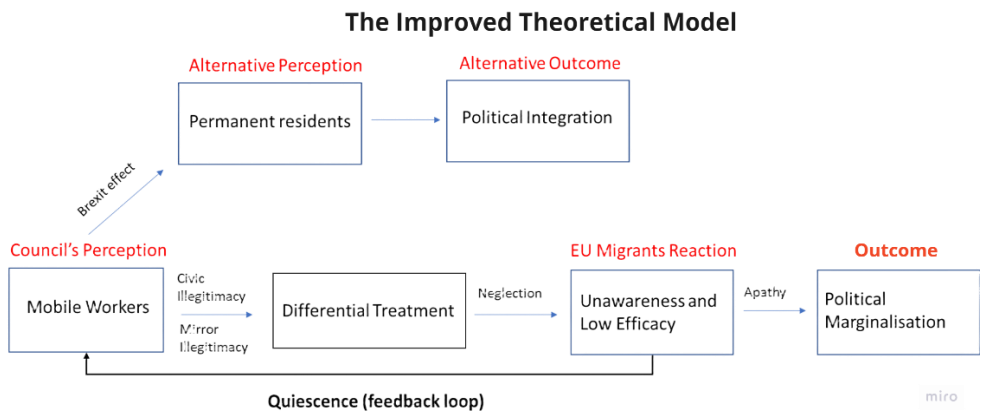 The Improved Theoretical Model
Alternative Perception
Alternative Outcome
Permanent residents
Political Integration
Brexit effect
Council's Perception
EU Migrants Reaction
Outcome
Mobile Workers
Civic
Illegitimacy
Mirror
Illegitimacy
Differential Treatment
Neglection
Unawareness and
Low Efficacy
Apathy
Political
Marginalisation
Quiescence (feedback loop)
miro